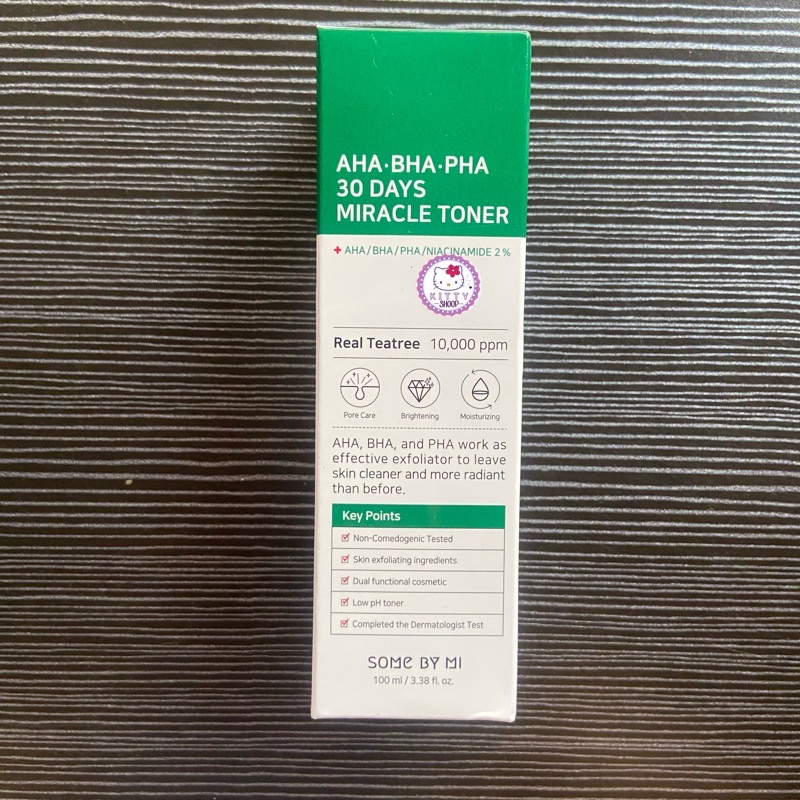 AHA·BHA·PHA
30 DAYS
MIRACLE TONER
+ AHA/BHA/PHA/NIACINAMIDE 2%
KITTY
SHOOP
Real Teatree 10,000 ppm
Pore Care Brightening Moisturizing
AHA, BHA, and PHA work as
effective exfoliator to leave
skin cleaner and more radiant
than before.
Key Points
Non-Comedogenic Tested
Skin exfoliating ingredients
Dual functional cosmetic
Low pH toner
Completed the Dermatologist Test
SOME BY MI
100 ml / 3.38 fl. oz.